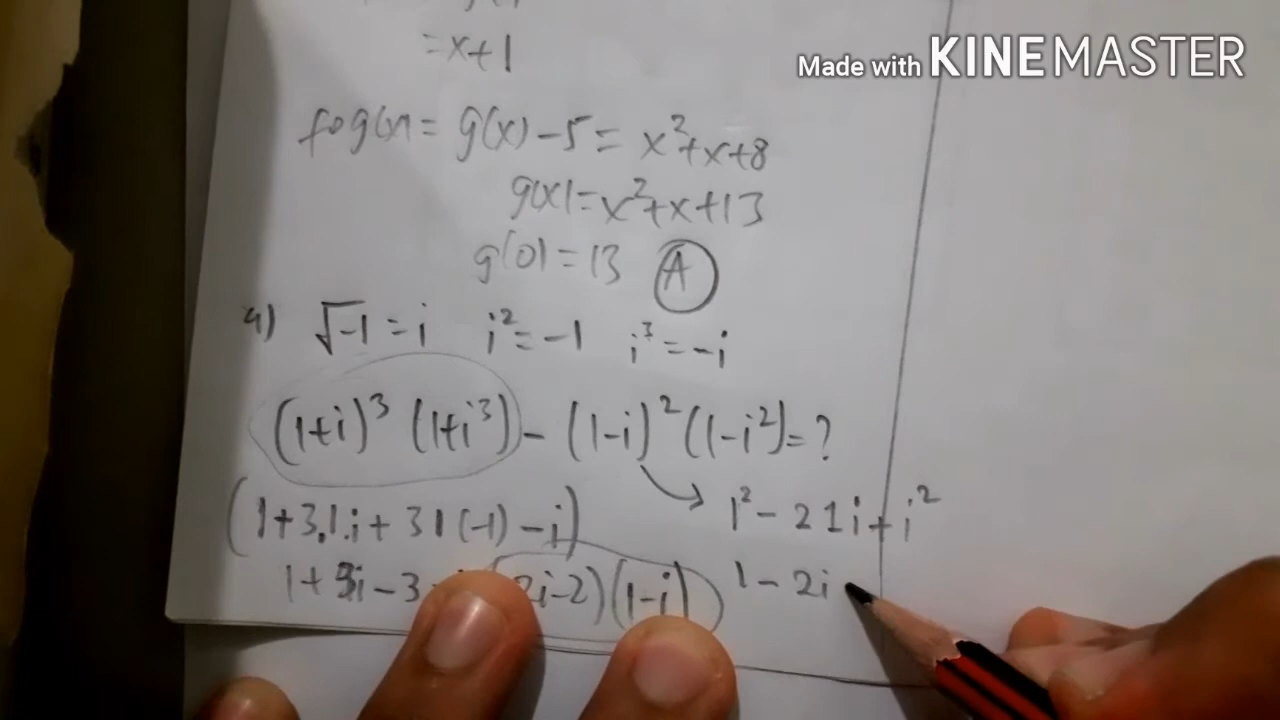 Made with KINEMASTER
= x + 1
fog(x) = g(x) - 5 = x² + x + 8
g(x) = x² + x + 13
g(0) = 13 (A)
4) √-1 = i i² = -1 i³ = -i
(1+i)³ (1+i³) - (1-i)² (1-i²) = ?
(1 + 3.1.i + 3 1 (-1) - i) 1² - 2 1 i + i²
1 + 3i - 3 2i - 2) (1 - i) 1 - 2i